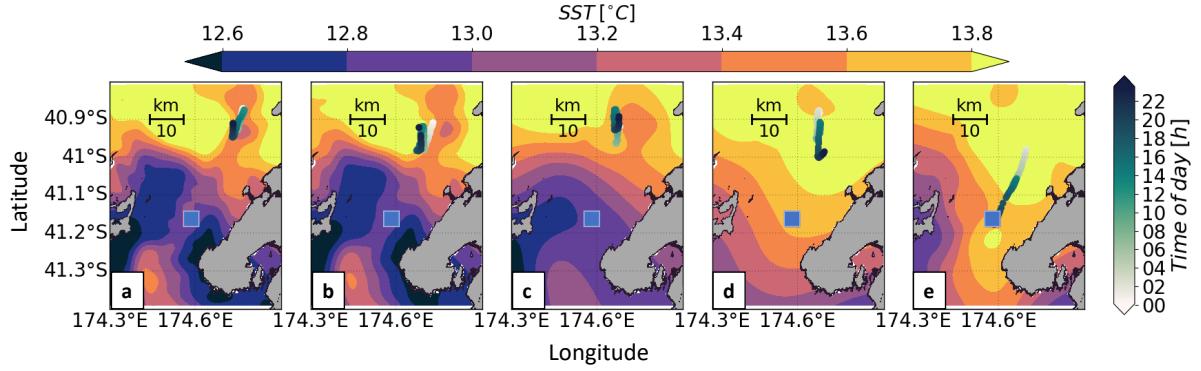 SST [°C]
12.6 12.8 13.0 13.2 13.4 13.6 13.8
Latitude
40.9°S
41°S
41.1°S
41.2°S
41.3°S
km
10
km
10
km
10
km
10
km
10
a
b
c
d
e
174.3°E 174.6°E 174.3°E 174.6°E 174.3°E 174.6°E 174.3°E 174.6°E 174.3°E 174.6°E
Longitude
22
20
18
16
14
12
10
08
06
04
02
00
Time of day [h]